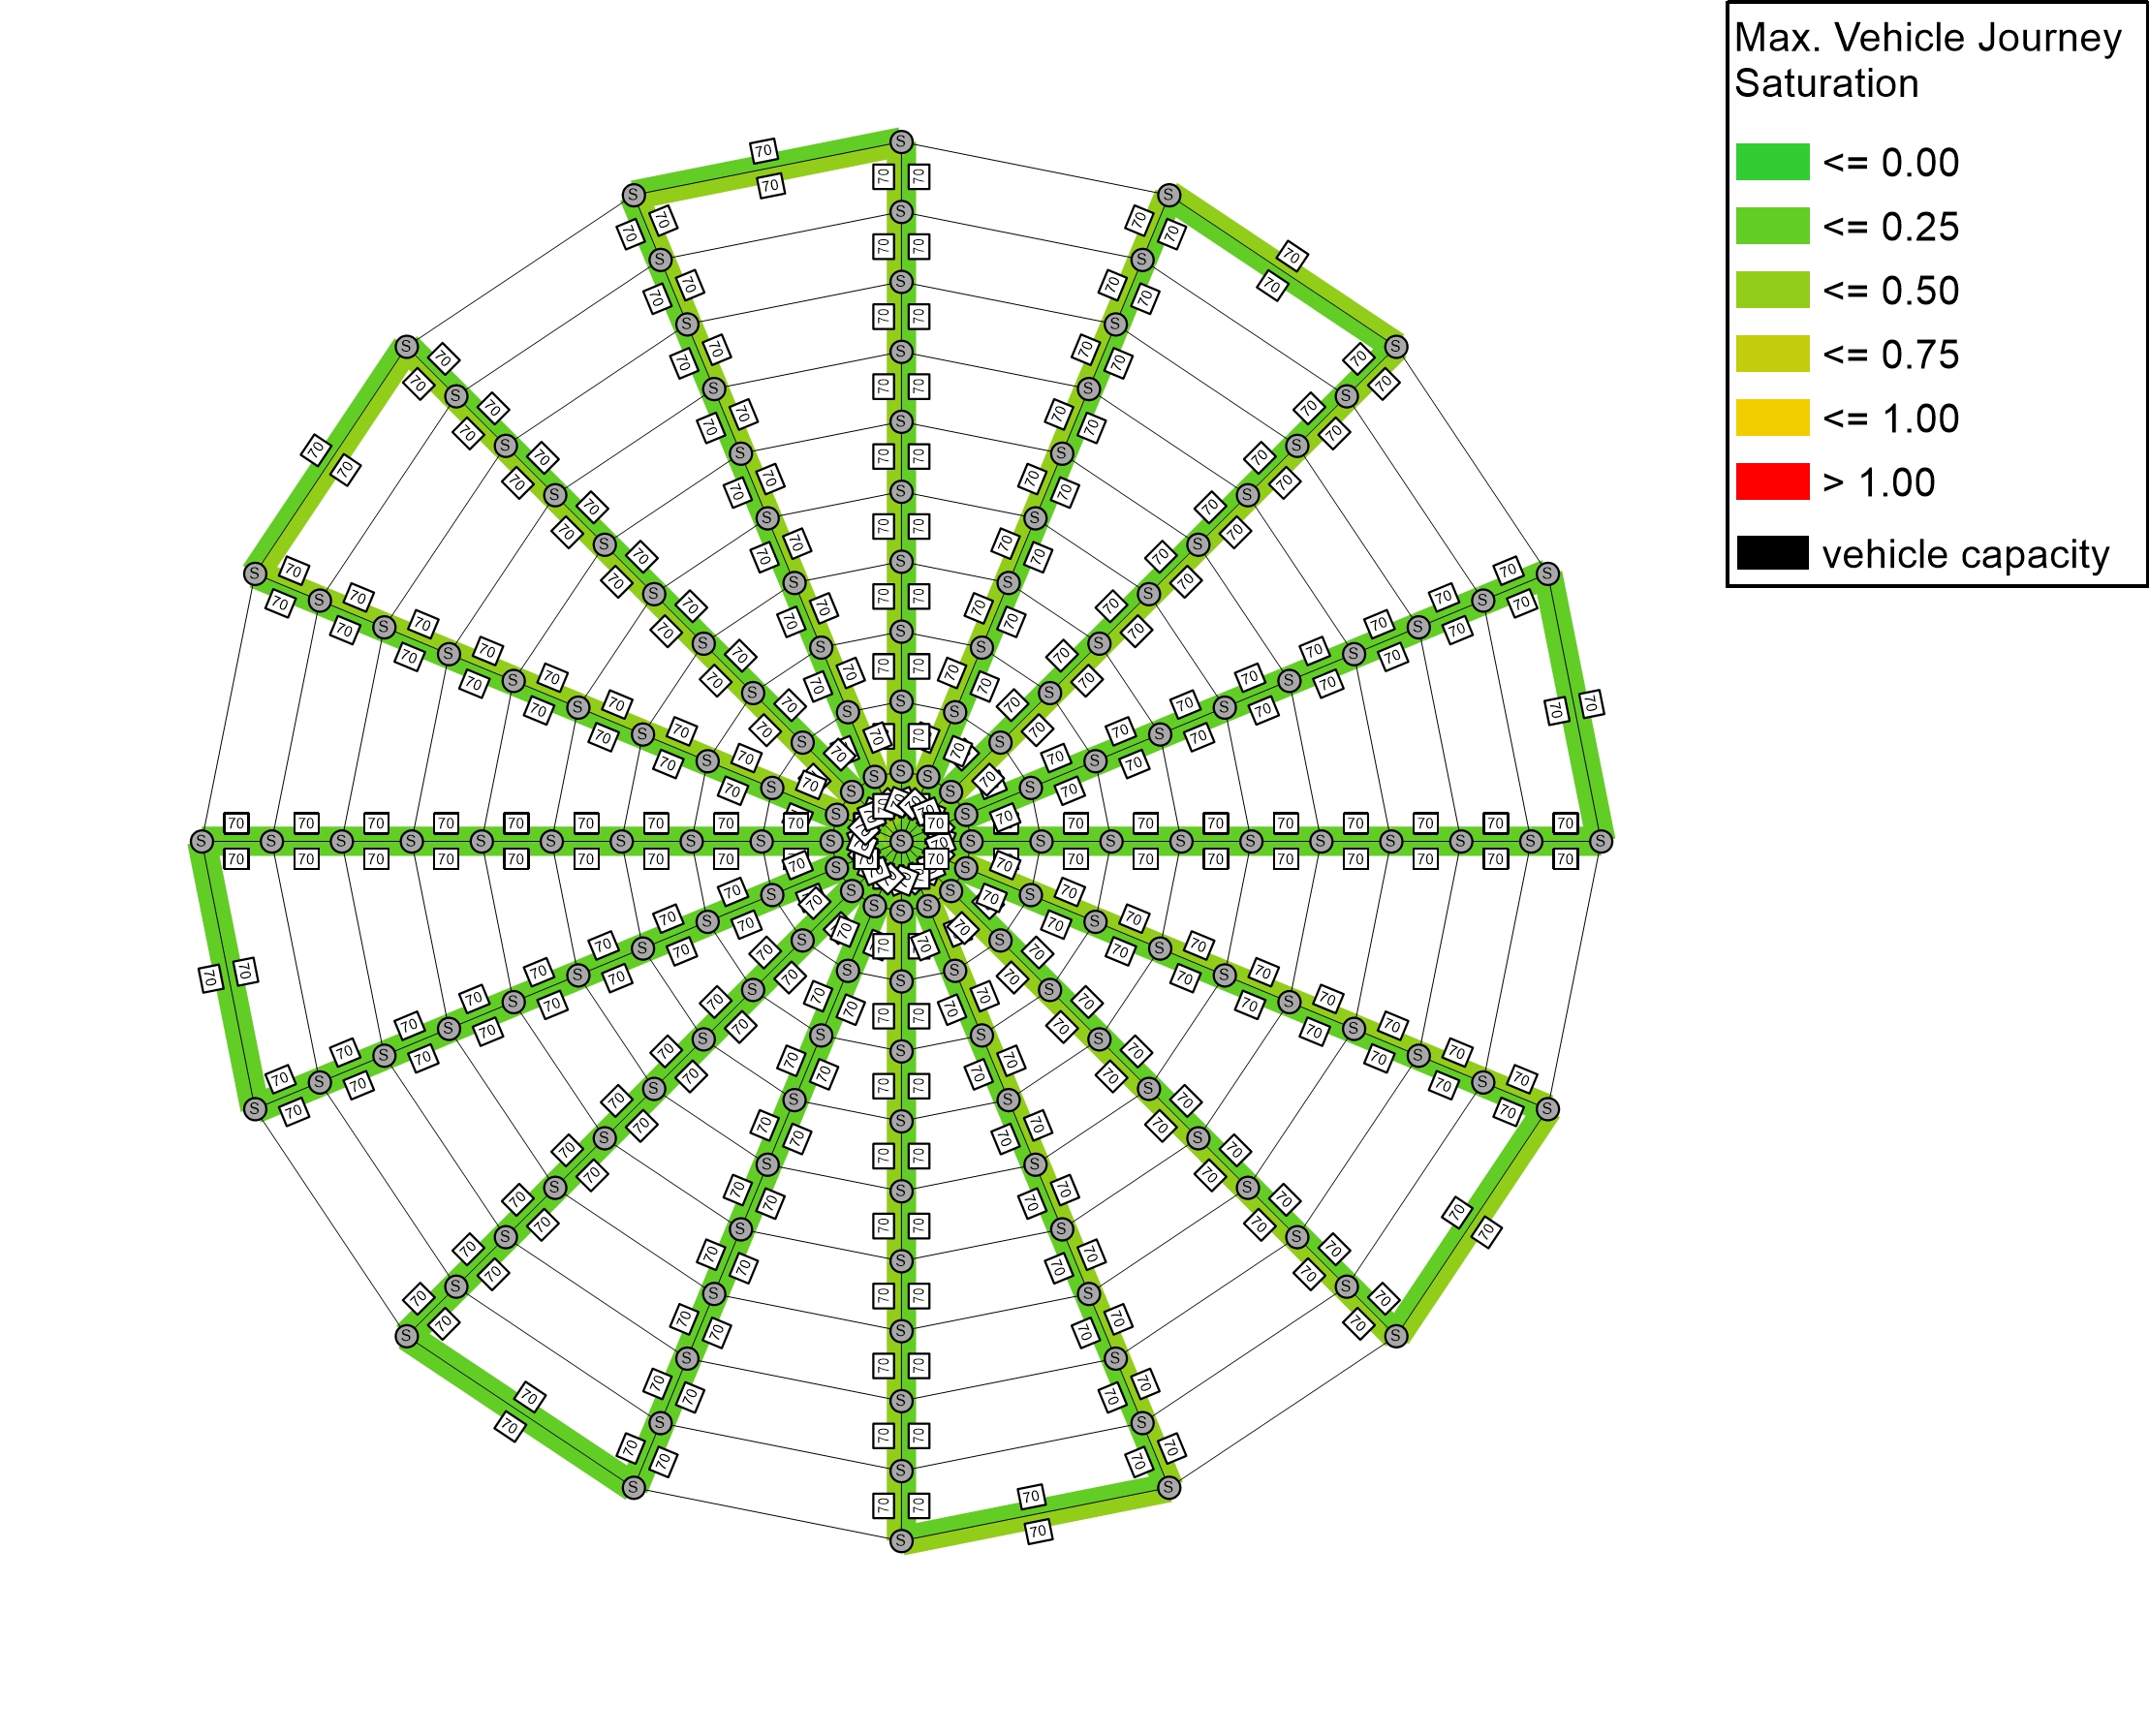 Max. Vehicle Journey
Saturation
<= 0.00
<= 0.25
<= 0.50
<= 0.75
<= 1.00
> 1.00
vehicle capacity
70
S